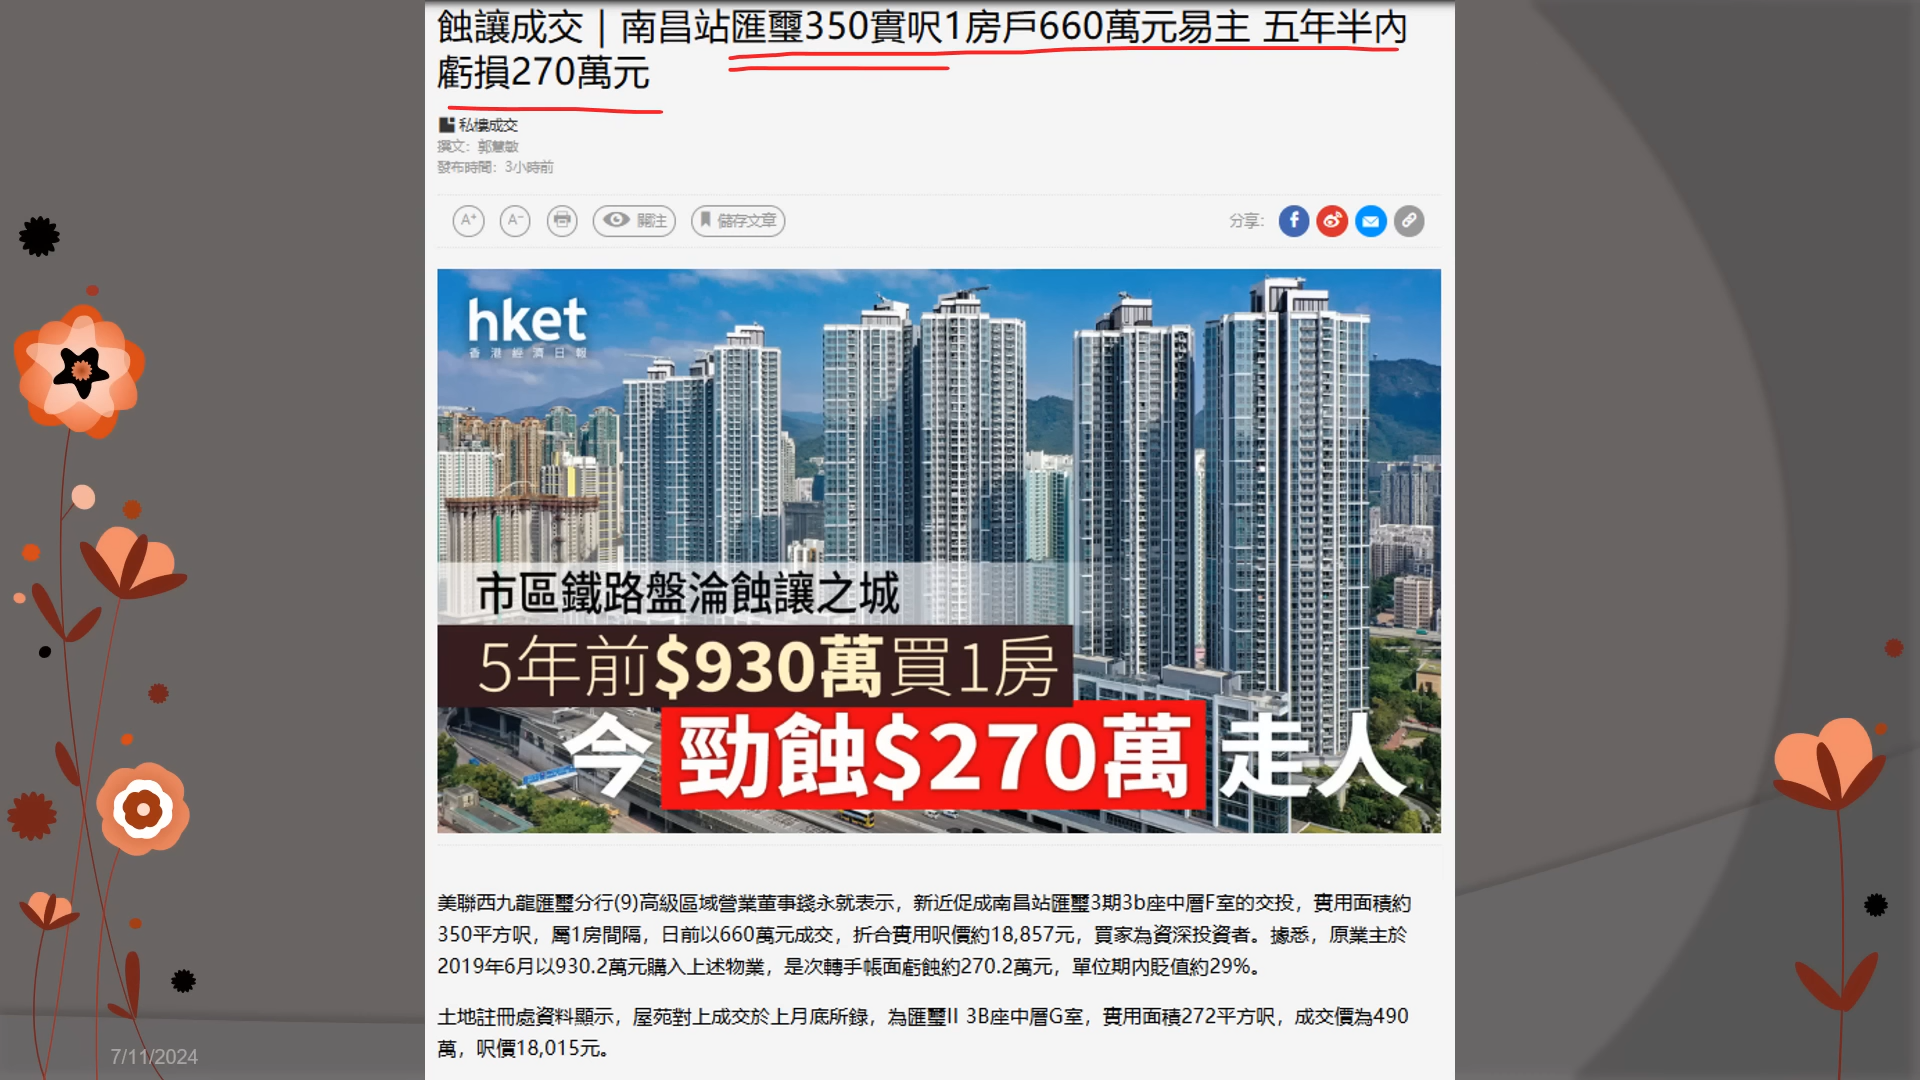 蝕讓成交｜南昌站匯璽350實呎1房戶660萬元易主 五年半內
虧損270萬元
私樓成交
撰文：郭慧敏
發布時間：3小時前
A+ A- 關注 儲存文章 分享:
hket
香港經濟日報
市區鐵路盤淪蝕讓之城
5年前$930萬買1房
今 勁蝕$270萬 走人
美聯西九龍匯璽分行(9)高級區域營業董事錢永就表示，新近促成南昌站匯璽3期3b座中層F室的交投，實用面積約
350平方呎，屬1房間隔，日前以660萬元成交，折合實用呎價約18,857元，買家為資深投資者。據悉，原業主於
2019年6月以930.2萬元購入上述物業，是次轉手帳面虧蝕約270.2萬元，單位期內貶值約29%。
土地註冊處資料顯示，屋苑對上成交於上月底所錄，為匯璽II 3B座中層G室，實用面積272平方呎，成交價為490
萬，呎價18,015元。
7/11/2024